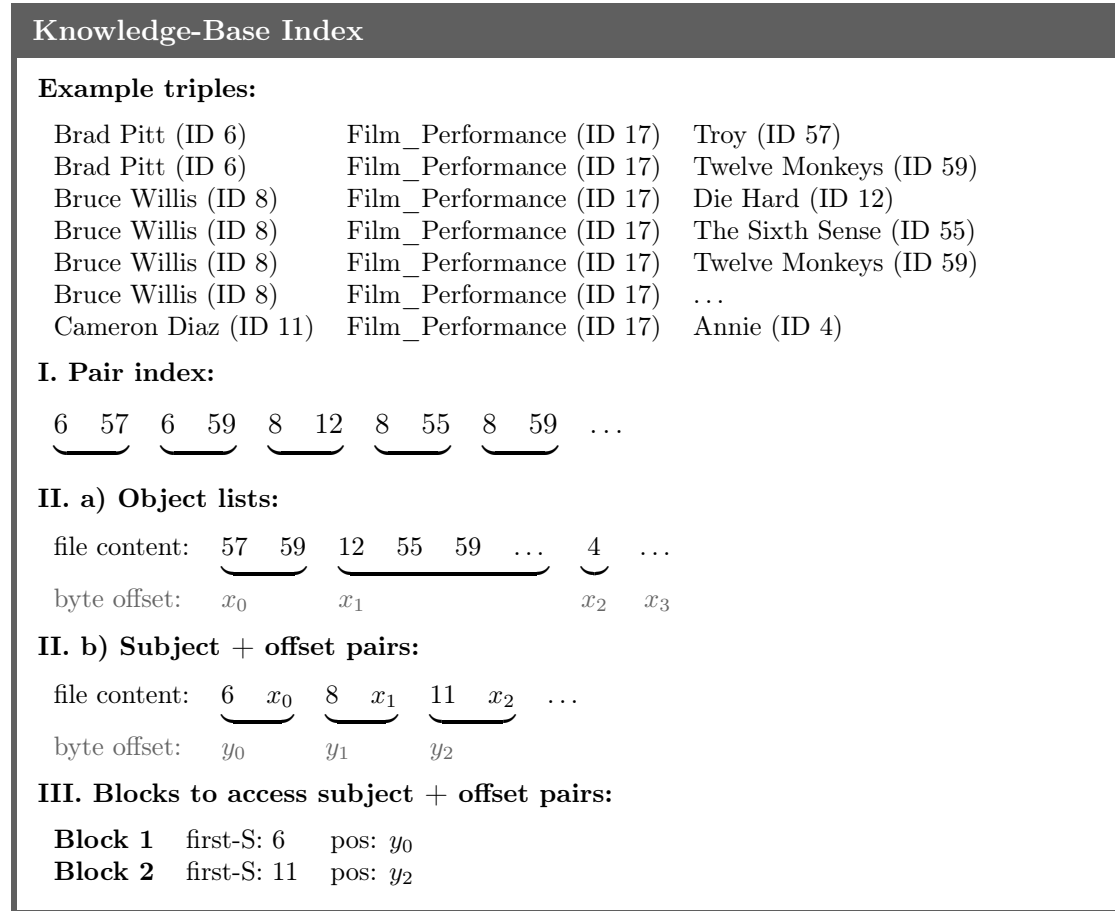 Knowledge-Base Index
Example triples:
Brad Pitt (ID 6) Film_Performance (ID 17) Troy (ID 57)
Brad Pitt (ID 6) Film_Performance (ID 17) Twelve Monkeys (ID 59)
Bruce Willis (ID 8) Film_Performance (ID 17) Die Hard (ID 12)
Bruce Willis (ID 8) Film_Performance (ID 17) The Sixth Sense (ID 55)
Bruce Willis (ID 8) Film_Performance (ID 17) Twelve Monkeys (ID 59)
Bruce Willis (ID 8) Film_Performance (ID 17) ...
Cameron Diaz (ID 11) Film_Performance (ID 17) Annie (ID 4)
I. Pair index:
6 57 6 59 8 12 8 55 8 59 ...
II. a) Object lists:
file content: 57 59 12 55 59 ... 4 ...
byte offset: x₀ x₁ x₂ x₃
II. b) Subject + offset pairs:
file content: 6 x₀ 8 x₁ 11 x₂ ...
byte offset: y₀ y₁ y₂
III. Blocks to access subject + offset pairs:
Block 1 first-S: 6 pos: y₀
Block 2 first-S: 11 pos: y₂